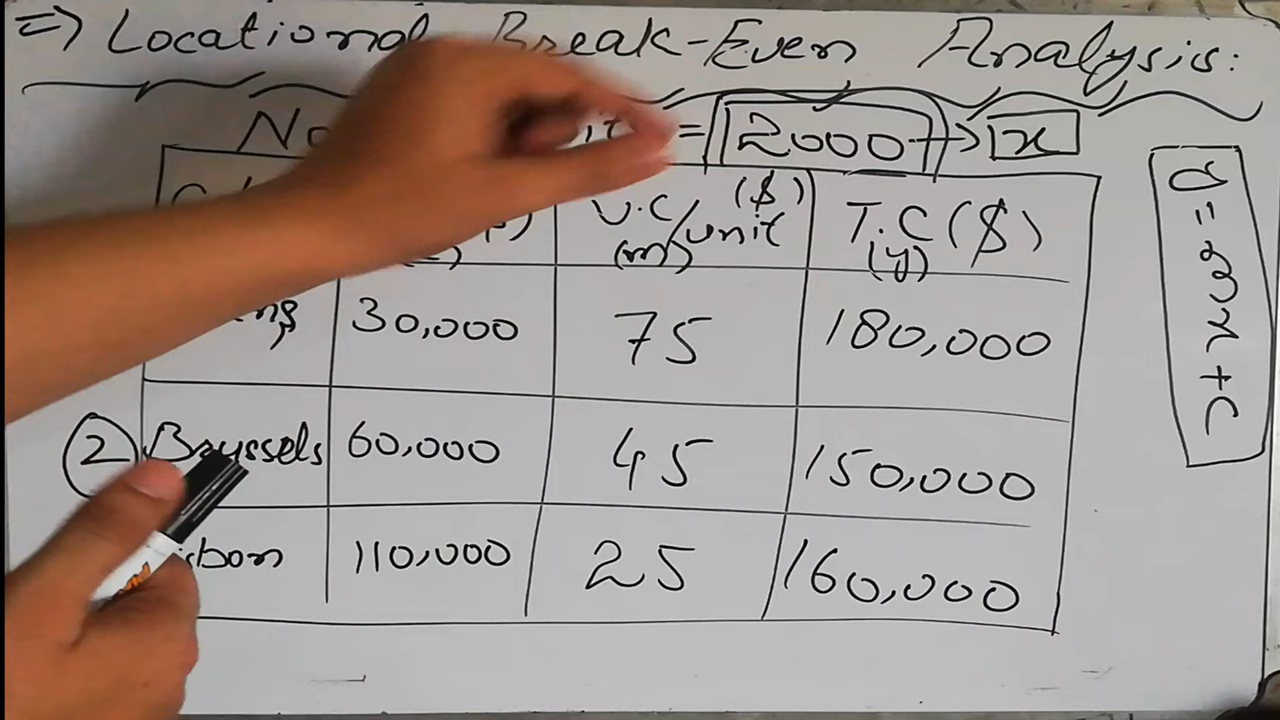 => Locational Break-Even Analysis:
= 2000 → x
V.C/unit ($) T.C ($)
(m) (y)
30,000 75 180,000
2 Brussels 60,000 45 150,000
110,000 25 160,000
y = mx + c